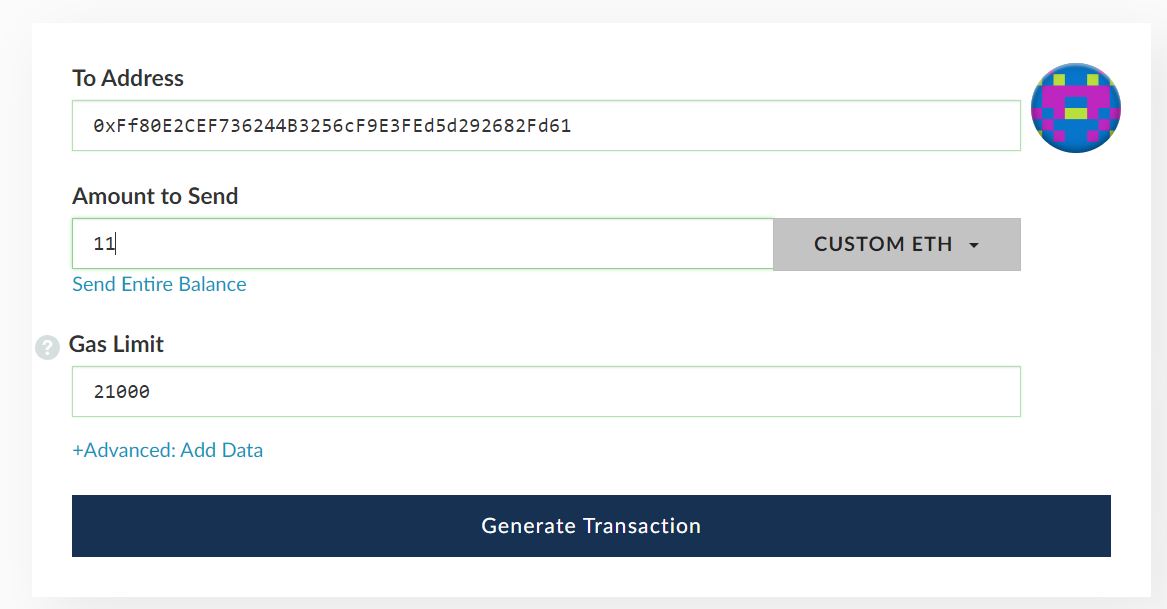 To Address
0xFf80E2CEF736244B3256cF9E3FEd5d292682Fd61
Amount to Send
11
CUSTOM ETH
Send Entire Balance
?
Gas Limit
21000
+Advanced: Add Data
Generate Transaction